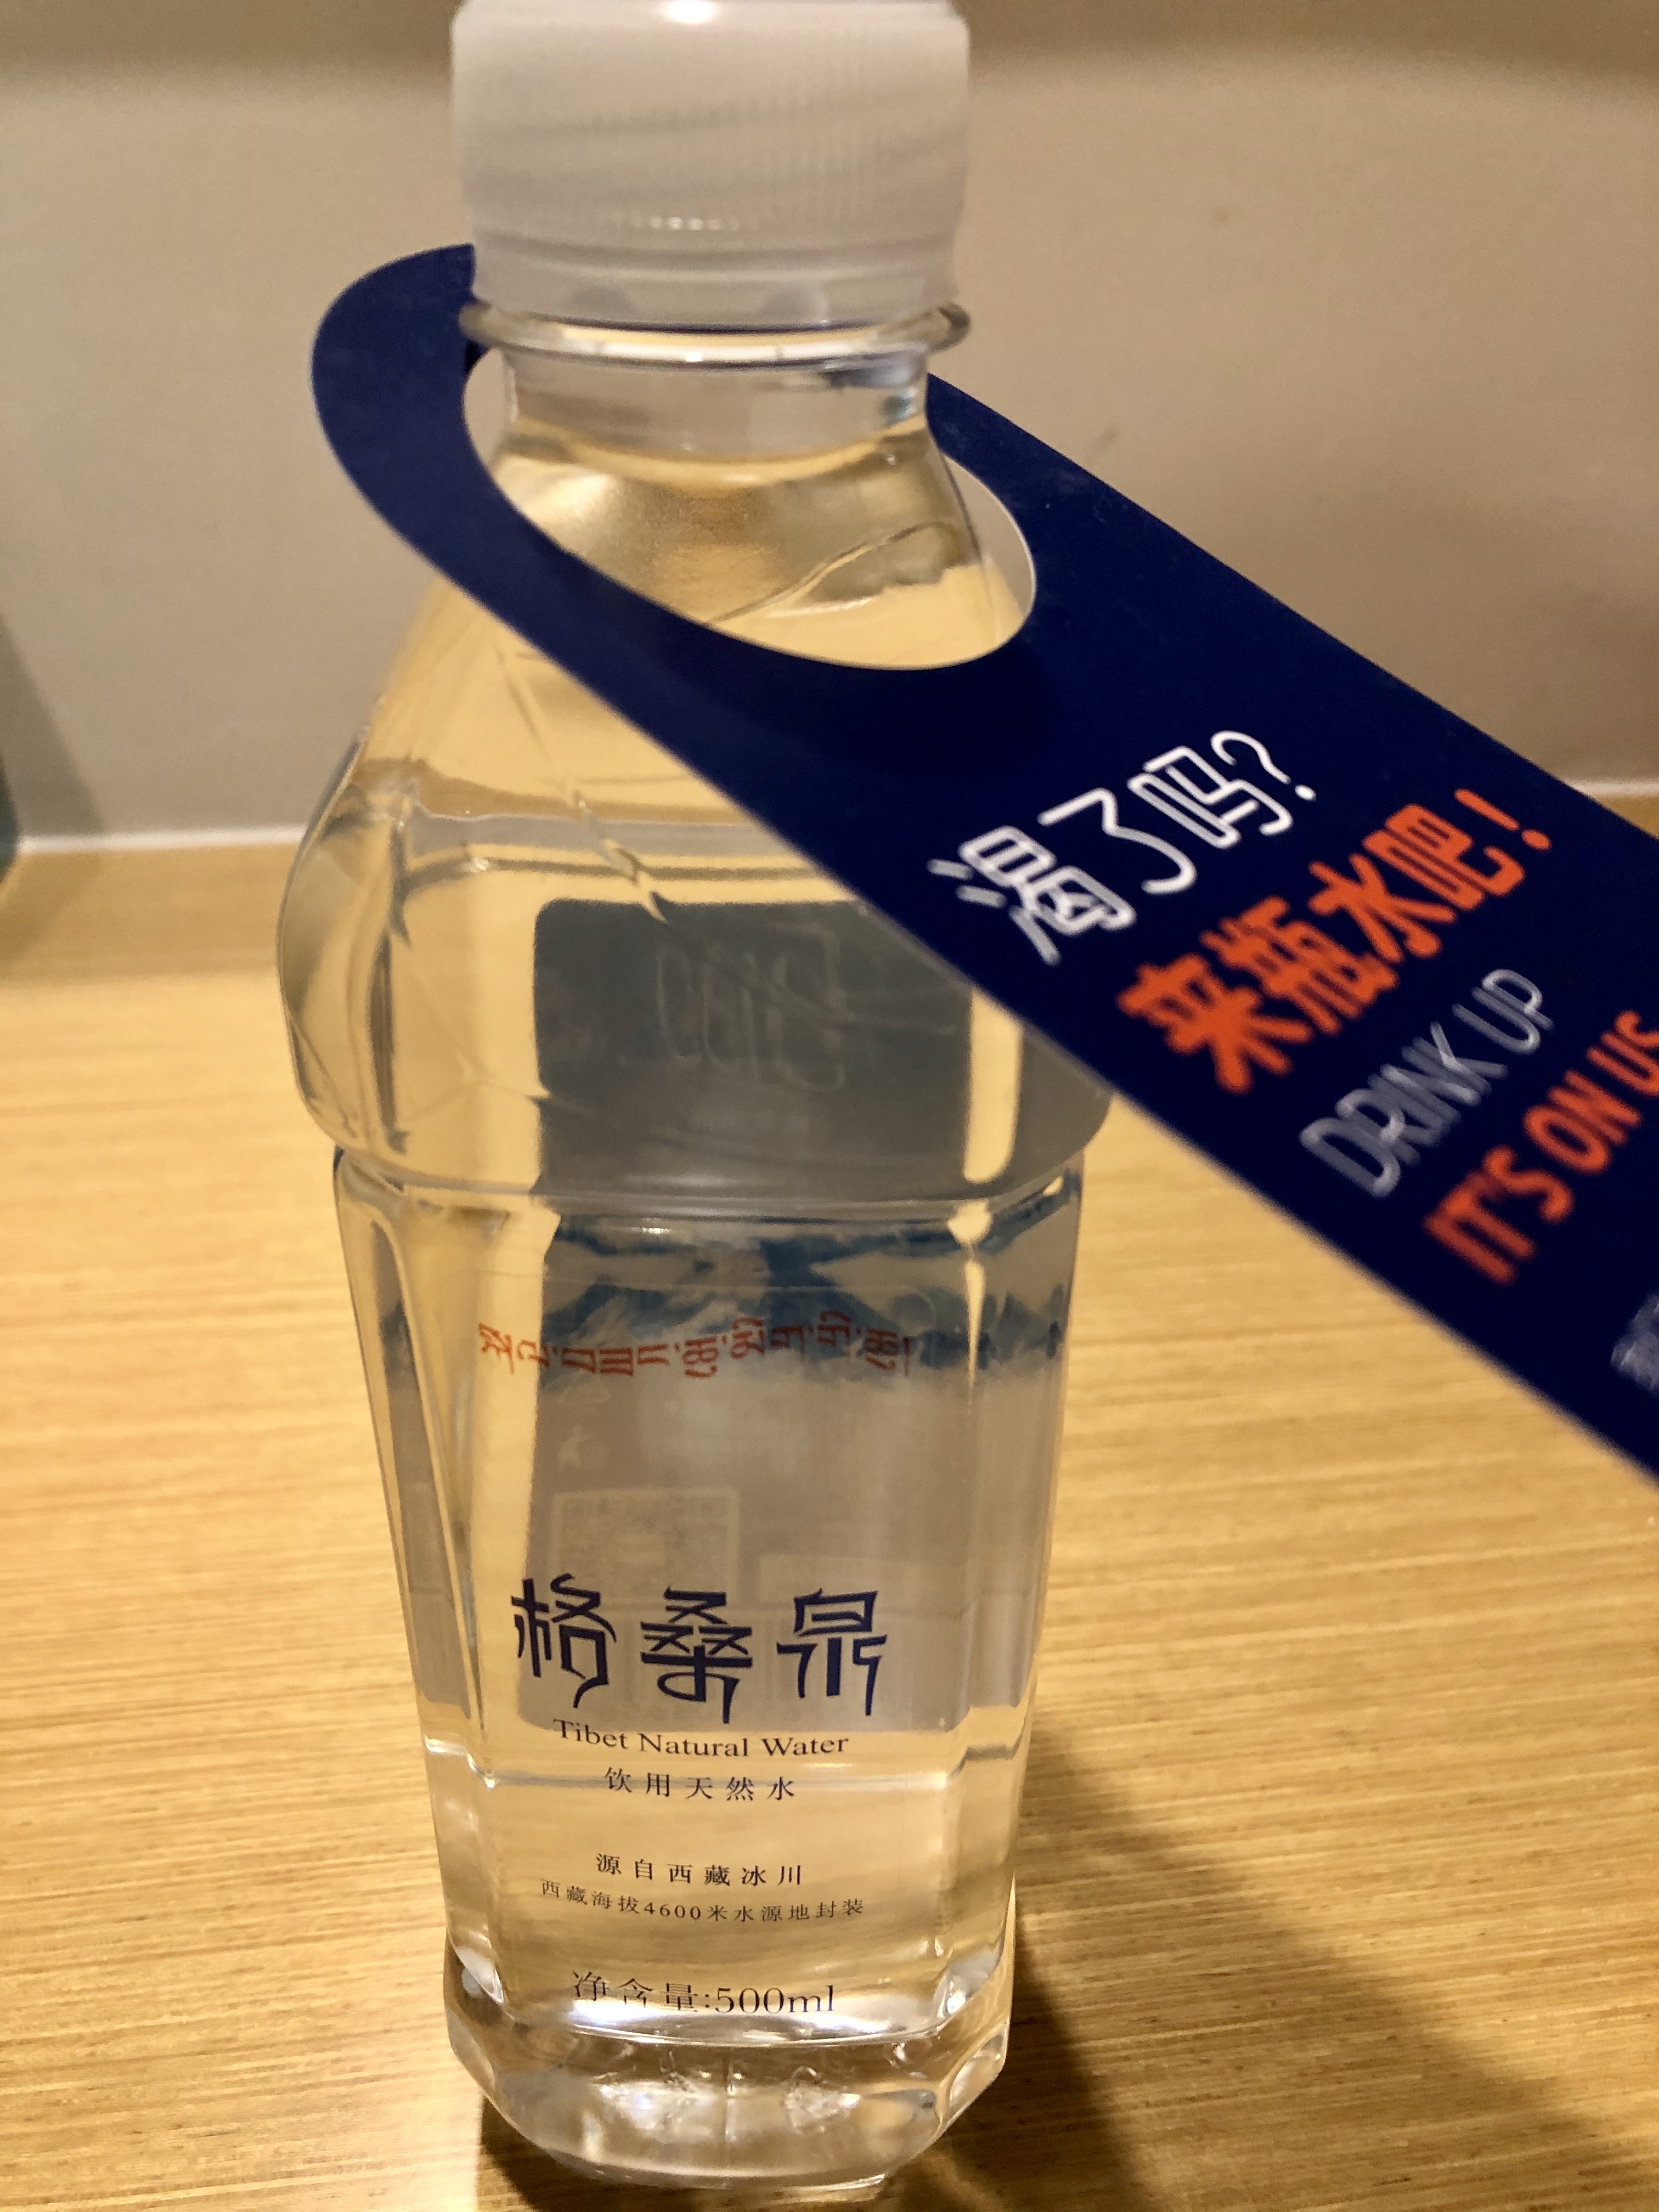 渴了吗?
来瓶水吧!
DRINK UP
IT'S ON US
格桑泉
Tibet Natural Water
饮用天然水
源自西藏冰川
西藏海拔4600米水源地封装
净含量:500ml